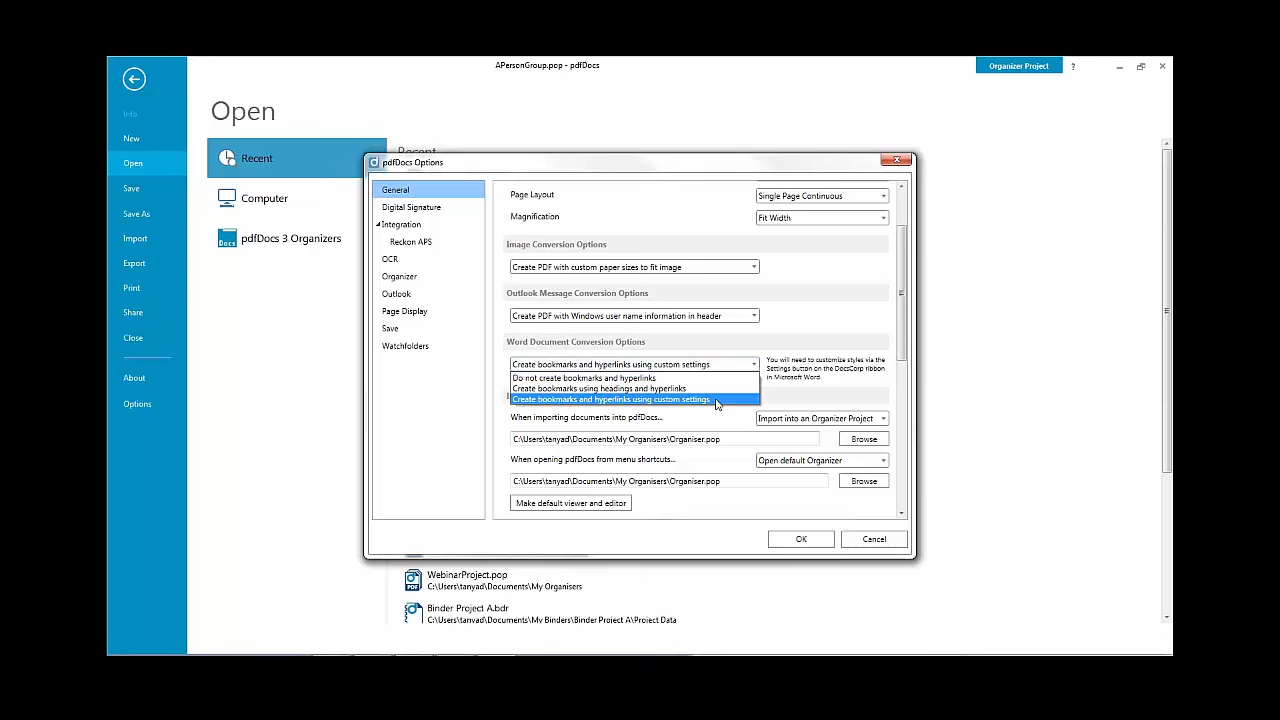 APersonGroup.pop - pdfDocs
Organizer Project
?
Info
New
Open
Save
Save As
Import
Export
Print
Share
Close
About
Options
Open
Recent
Computer
pdfDocs 3 Organizers
Docs
Recent
pdfDocs Options
General
Digital Signature
Integration
Reckon APS
OCR
Organizer
Outlook
Page Display
Save
Watchfolders
Page Layout
Single Page Continuous
Magnification
Fit Width
Image Conversion Options
Create PDF with custom paper sizes to fit image
Outlook Message Conversion Options
Create PDF with Windows user name information in header
Word Document Conversion Options
Create bookmarks and hyperlinks using custom settings
You will need to customize styles via the
Settings button on the DocsCorp ribbon
in Microsoft Word.
Do not create bookmarks and hyperlinks
Create bookmarks using headings and hyperlinks
Create bookmarks and hyperlinks using custom settings
When importing documents into pdfDocs...
Import into an Organizer Project
C:\Users\tanyad\Documents\My Organisers\Organiser.pop
Browse
When opening pdfDocs from menu shortcuts...
Open default Organizer
C:\Users\tanyad\Documents\My Organisers\Organiser.pop
Browse
Make default viewer and editor
OK
Cancel
WebinarProject.pop
C:\Users\tanyad\Documents\My Organisers
PDF
Binder Project A.bdr
C:\Users\tanyad\Documents\My Binders\Binder Project A\Project Data